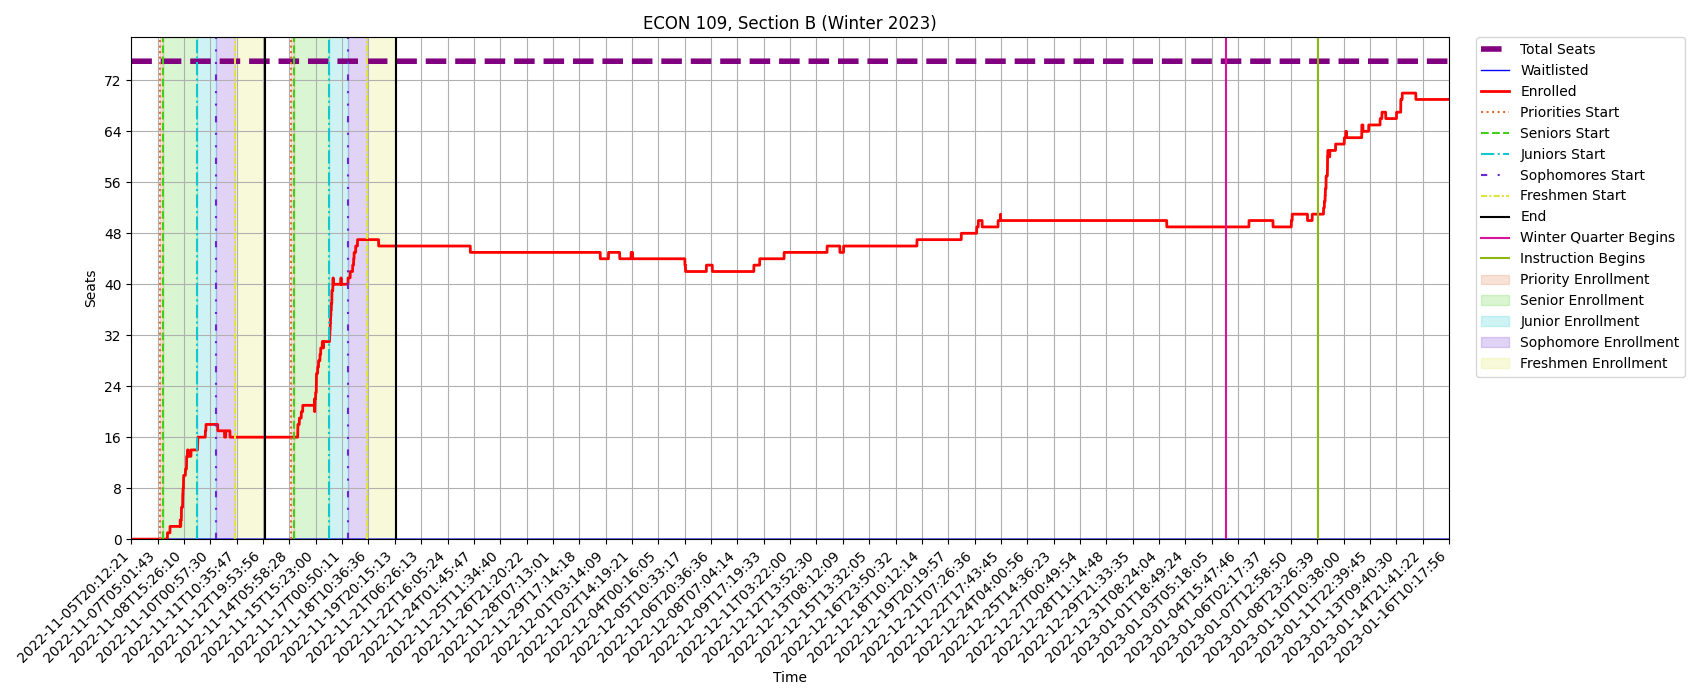 ECON 109, Section B (Winter 2023)
Seats
72
64
56
48
40
32
24
16
8
0
2022-11-05T20:12:21
2022-11-07T05:01:43
2022-11-08T15:26:10
2022-11-10T00:57:30
2022-11-11T10:35:47
2022-11-12T19:53:56
2022-11-14T05:58:28
2022-11-15T15:23:00
2022-11-17T00:50:11
2022-11-18T10:36:36
2022-11-19T20:15:13
2022-11-21T06:26:13
2022-11-22T16:05:24
2022-11-24T01:45:47
2022-11-25T11:34:40
2022-11-26T21:20:22
2022-11-28T07:13:01
2022-11-29T17:14:18
2022-12-01T03:14:09
2022-12-02T14:19:21
2022-12-04T00:16:05
2022-12-05T10:33:17
2022-12-06T20:36:36
2022-12-08T07:04:14
2022-12-09T17:19:33
2022-12-11T03:22:00
2022-12-12T13:52:30
2022-12-13T08:12:09
2022-12-15T13:32:05
2022-12-16T23:50:32
2022-12-18T10:12:14
2022-12-19T20:19:57
2022-12-21T07:26:36
2022-12-22T17:43:45
2022-12-24T04:00:56
2022-12-25T14:36:23
2022-12-27T00:49:54
2022-12-28T11:14:48
2022-12-29T21:33:35
2022-12-31T08:24:04
2023-01-01T18:49:24
2023-01-03T05:18:05
2023-01-04T15:47:46
2023-01-06T02:17:37
2023-01-07T12:58:50
2023-01-08T23:26:39
2023-01-10T10:38:00
2023-01-11T22:39:45
2023-01-13T09:40:30
2023-01-14T21:41:22
2023-01-16T10:17:56
Time
Total Seats
Waitlisted
Enrolled
Priorities Start
Seniors Start
Juniors Start
Sophomores Start
Freshmen Start
End
Winter Quarter Begins
Instruction Begins
Priority Enrollment
Senior Enrollment
Junior Enrollment
Sophomore Enrollment
Freshmen Enrollment